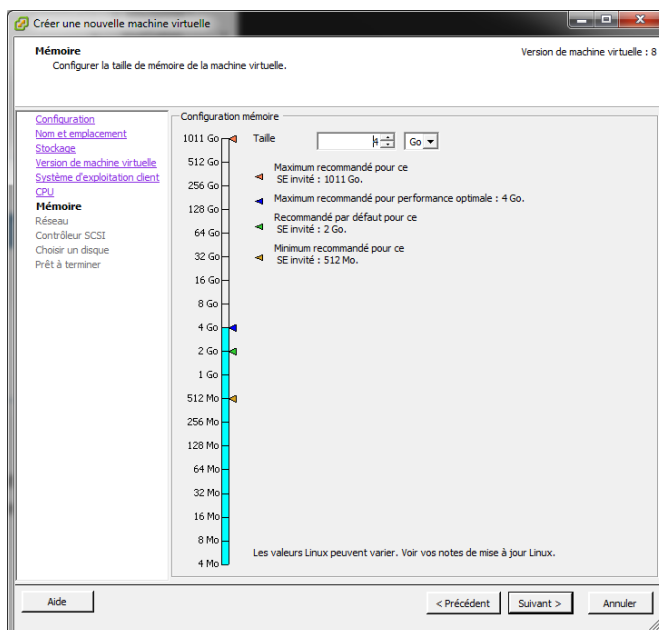 Créer une nouvelle machine virtuelle
Mémoire
Configurer la taille de mémoire de la machine virtuelle.
Version de machine virtuelle : 8
Configuration
Nom et emplacement
Stockage
Version de machine virtuelle
Système d'exploitation client
CPU
Mémoire
Réseau
Contrôleur SCSI
Choisir un disque
Prêt à terminer
Configuration mémoire
1011 Go
512 Go
256 Go
128 Go
64 Go
32 Go
16 Go
8 Go
4 Go
2 Go
1 Go
512 Mo
256 Mo
128 Mo
64 Mo
32 Mo
16 Mo
8 Mo
4 Mo
Taille
4
Go
Maximum recommandé pour ce
SE invité : 1011 Go.
Maximum recommandé pour performance optimale : 4 Go.
Recommandé par défaut pour ce
SE invité : 2 Go.
Minimum recommandé pour ce
SE invité : 512 Mo.
Les valeurs Linux peuvent varier. Voir vos notes de mise à jour Linux.
Aide
< Précédent
Suivant >
Annuler